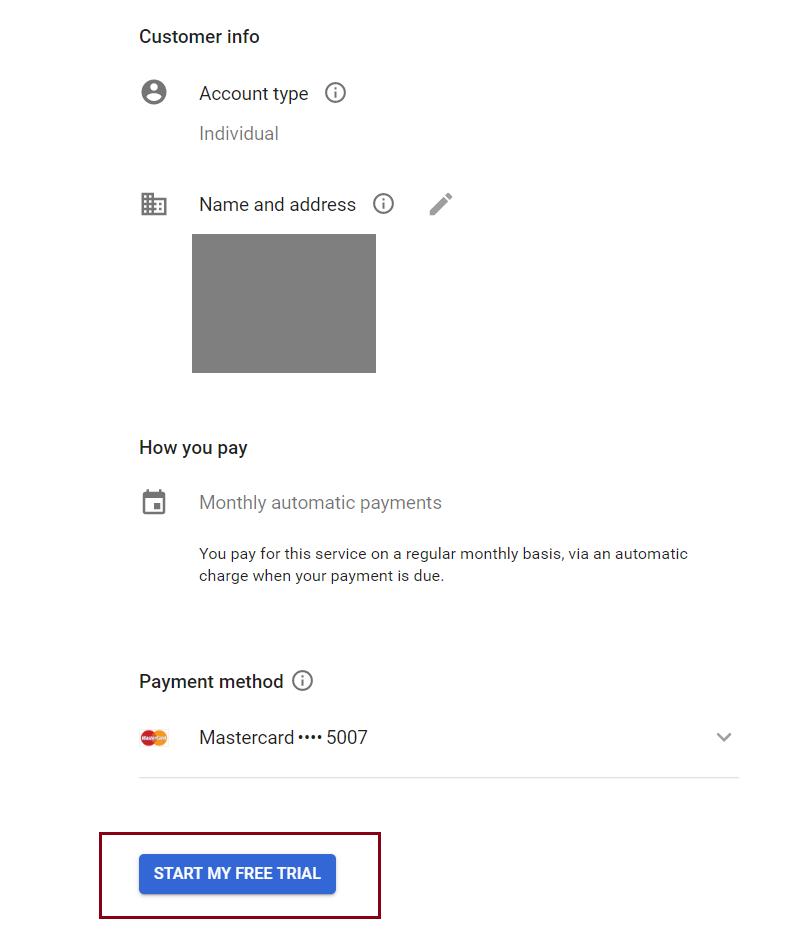 Customer info
Account type
Individual
Name and address
How you pay
Monthly automatic payments
You pay for this service on a regular monthly basis, via an automatic
charge when your payment is due.
Payment method
MasterCard
Mastercard •••• 5007
START MY FREE TRIAL